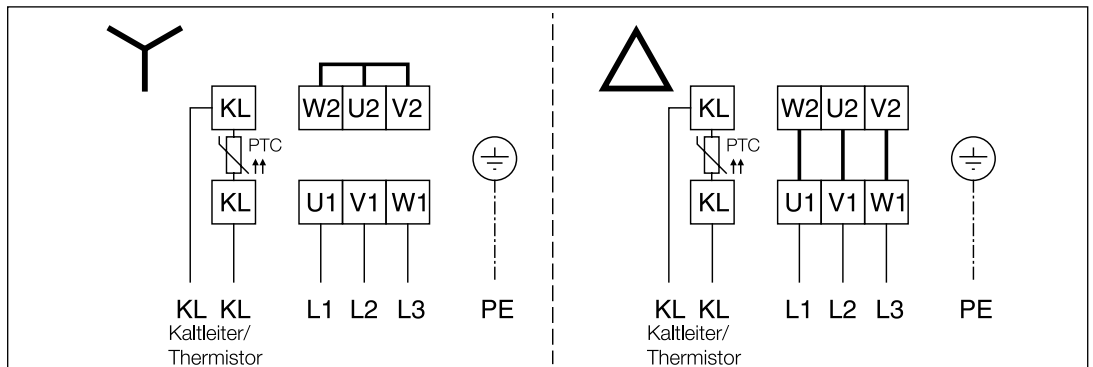 KL W2 U2 V2
PTC
KL U1 V1 W1
KL KL L1 L2 L3 PE
Kaltleiter/
Thermistor
KL W2 U2 V2
PTC
KL U1 V1 W1
KL KL L1 L2 L3 PE
Kaltleiter/
Thermistor